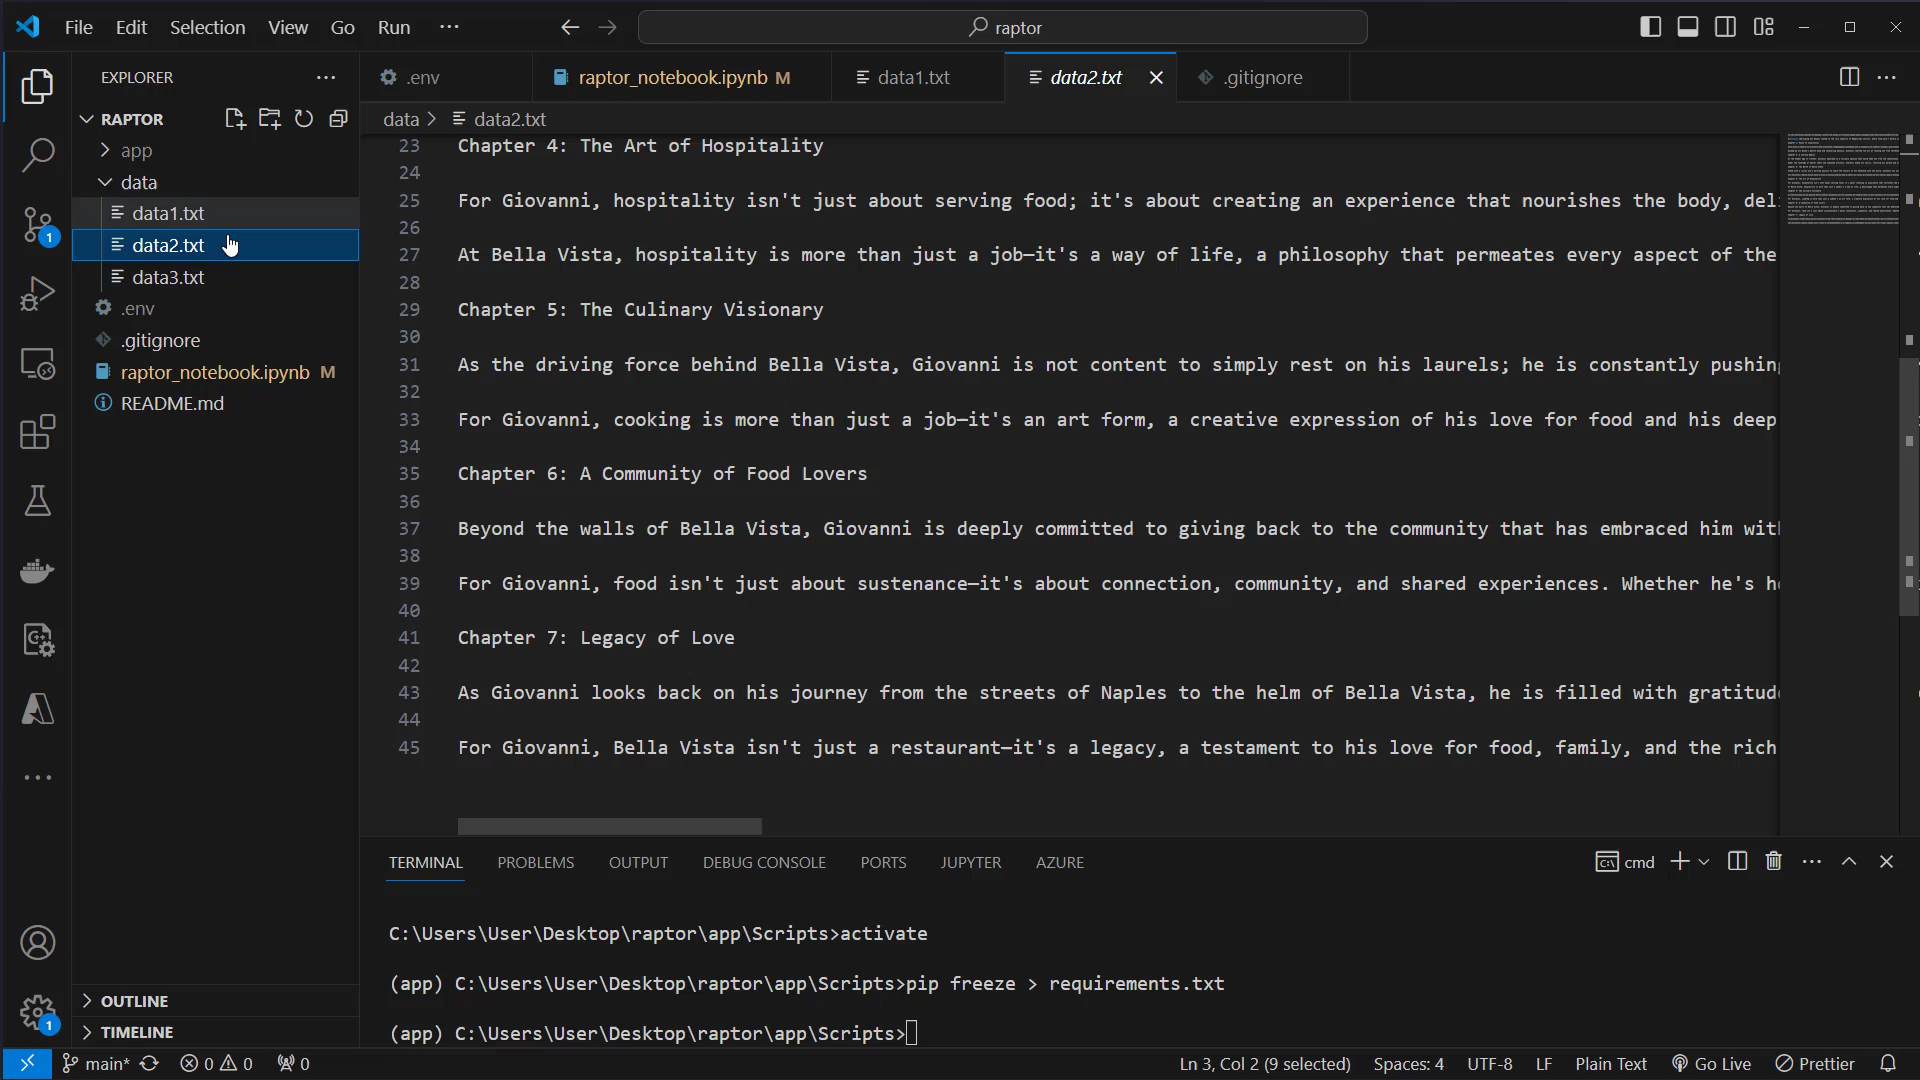 File Edit Selection View Go Run ··· raptor
EXPLORER ···
.env raptor_notebook.ipynb M data1.txt data2.txt .gitignore ···
RAPTOR
data > data2.txt
app
data
data1.txt
data2.txt
data3.txt
.env
.gitignore
raptor_notebook.ipynb M
README.md
OUTLINE
TIMELINE
23 Chapter 4: The Art of Hospitality
24
25 For Giovanni, hospitality isn't just about serving food; it's about creating an experience that nourishes the body, del
26
27 At Bella Vista, hospitality is more than just a job—it's a way of life, a philosophy that permeates every aspect of the
28
29 Chapter 5: The Culinary Visionary
30
31 As the driving force behind Bella Vista, Giovanni is not content to simply rest on his laurels; he is constantly pushing
32
33 For Giovanni, cooking is more than just a job—it's an art form, a creative expression of his love for food and his deep
34
35 Chapter 6: A Community of Food Lovers
36
37 Beyond the walls of Bella Vista, Giovanni is deeply committed to giving back to the community that has embraced him wit
38
39 For Giovanni, food isn't just about sustenance—it's about connection, community, and shared experiences. Whether he's h
40
41 Chapter 7: Legacy of Love
42
43 As Giovanni looks back on his journey from the streets of Naples to the helm of Bella Vista, he is filled with gratitud
44
45 For Giovanni, Bella Vista isn't just a restaurant—it's a legacy, a testament to his love for food, family, and the rich
TERMINAL PROBLEMS OUTPUT DEBUG CONSOLE PORTS JUPYTER AZURE cmd
C:\Users\User\Desktop\raptor\app\Scripts>activate
(app) C:\Users\User\Desktop\raptor\app\Scripts>pip freeze > requirements.txt
(app) C:\Users\User\Desktop\raptor\app\Scripts>
1
1
main* 0 0 0 Ln 3, Col 2 (9 selected) Spaces: 4 UTF-8 LF Plain Text Go Live Prettier